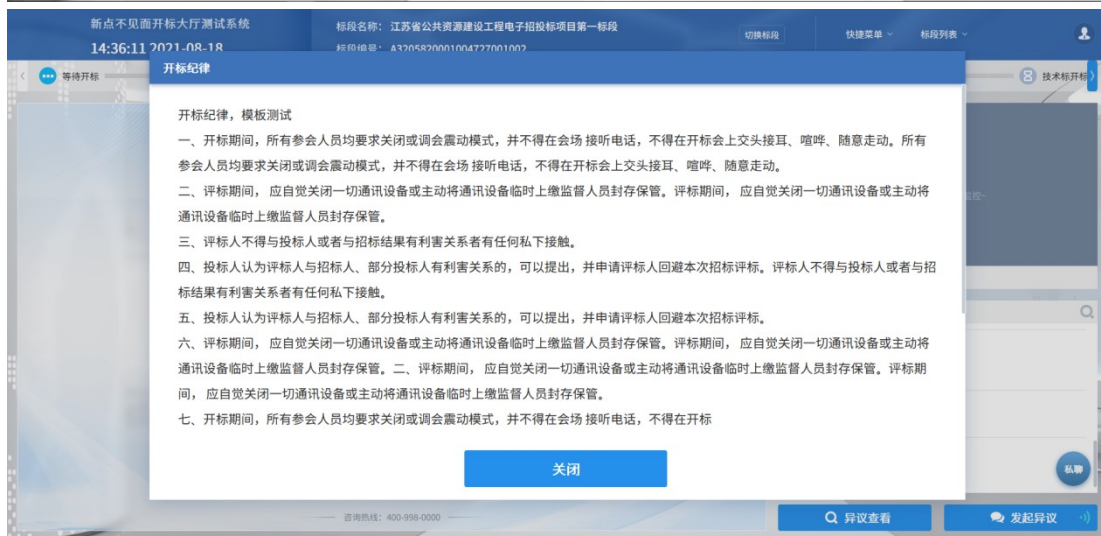 新点不见面开标大厅测试系统
14:36:11 2021-08-18
标段名称： 江苏省公共资源建设工程电子招投标项目第一标段
标段编号： A3205820001004727001002
切换标段
快捷菜单
标段列表
等待开标
技术标开标
开标纪律
开标纪律，模板测试
一、开标期间，所有参会人员均要求关闭或调会震动模式，并不得在会场 接听电话，不得在开标会上交头接耳、喧哗、随意走动。所有
参会人员均要求关闭或调会震动模式，并不得在会场 接听电话，不得在开标会上交头接耳、喧哗、随意走动。
二、评标期间， 应自觉关闭一切通讯设备或主动将通讯设备临时上缴监督人员封存保管。评标期间， 应自觉关闭一切通讯设备或主动将
通讯设备临时上缴监督人员封存保管。
三、评标人不得与投标人或者与招标结果有利害关系者有任何私下接触。
四、投标人认为评标人与招标人、部分投标人有利害关系的，可以提出，并申请评标人回避本次招标评标。评标人不得与投标人或者与招
标结果有利害关系者有任何私下接触。
五、投标人认为评标人与招标人、部分投标人有利害关系的，可以提出，并申请评标人回避本次招标评标。
六、评标期间， 应自觉关闭一切通讯设备或主动将通讯设备临时上缴监督人员封存保管。评标期间， 应自觉关闭一切通讯设备或主动将
通讯设备临时上缴监督人员封存保管。二、评标期间， 应自觉关闭一切通讯设备或主动将通讯设备临时上缴监督人员封存保管。评标期
间， 应自觉关闭一切通讯设备或主动将通讯设备临时上缴监督人员封存保管。
七、开标期间，所有参会人员均要求关闭或调会震动模式，并不得在会场 接听电话，不得在开标
关闭
私聊
咨询热线：400-998-0000
异议查看
发起异议